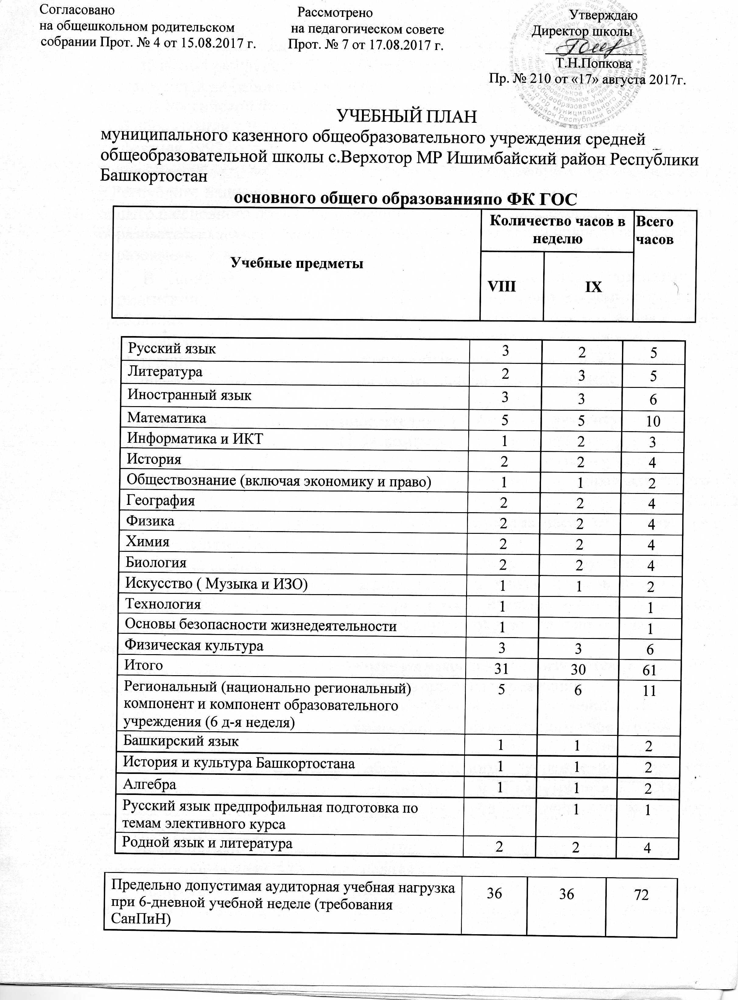 Согласовано
на общешкольном родительском
собрании Прот. № 4 от 15.08.2017 г.
Рассмотрено
на педагогическом совете
Прот. № 7 от 17.08.2017 г.
Утверждаю
Директор школы
Т.Н.Попкова
Пр. № 210 от «17» августа 2017г.
УЧЕБНЫЙ ПЛАН
муниципального казенного общеобразовательного учреждения средней
общеобразовательной школы с.Верхотор МР Ишимбайский район Республики
Башкортостан
основного общего образованияпо ФК ГОС
Учебные предметы
Количество часов в
неделю
Всего
часов
VIII IX
Русский язык 3 2 5
Литература 2 3 5
Иностранный язык 3 3 6
Математика 5 5 10
Информатика и ИКТ 1 2 3
История 2 2 4
Обществознание (включая экономику и право) 1 1 2
География 2 2 4
Физика 2 2 4
Химия 2 2 4
Биология 2 2 4
Искусство ( Музыка и ИЗО) 1 1 2
Технология 1 1
Основы безопасности жизнедеятельности 1 1
Физическая культура 3 3 6
Итого 31 30 61
Региональный (национально региональный) 5 6 11
компонент и компонент образовательного
учреждения (6 д-я неделя)
Башкирский язык 1 1 2
История и культура Башкортостана 1 1 2
Алгебра 1 1 2
Русский язык предпрофильная подготовка по 1 1
темам элективного курса
Родной язык и литература 2 2 4
Предельно допустимая аудиторная учебная нагрузка 36 36 72
при 6-дневной учебной неделе (требования
СанПиН)